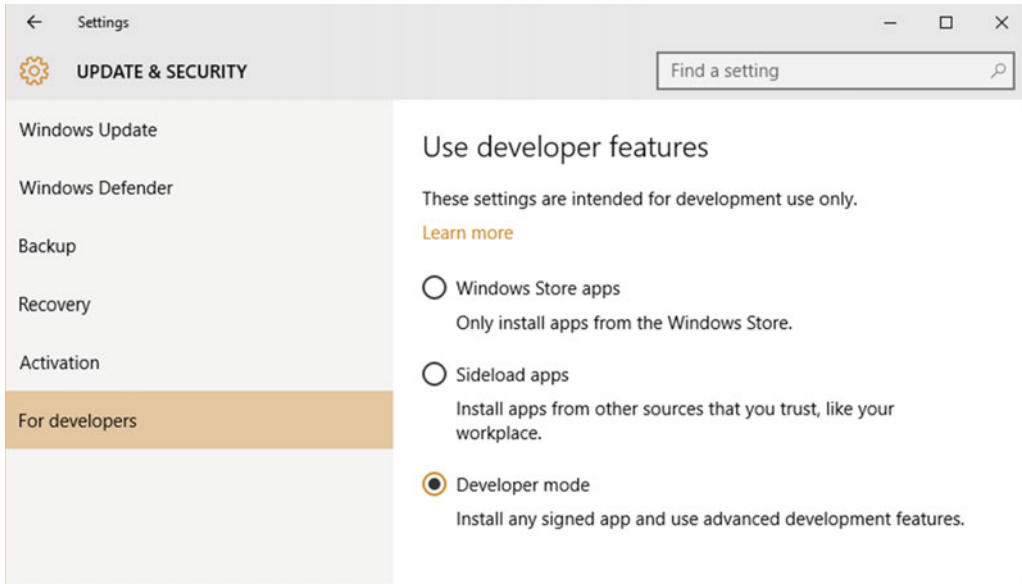 Settings
UPDATE & SECURITY
Find a setting
Windows Update
Windows Defender
Backup
Recovery
Activation
For developers
Use developer features
These settings are intended for development use only.
Learn more
Windows Store apps
Only install apps from the Windows Store.
Sideload apps
Install apps from other sources that you trust, like your
workplace.
Developer mode
Install any signed app and use advanced development features.